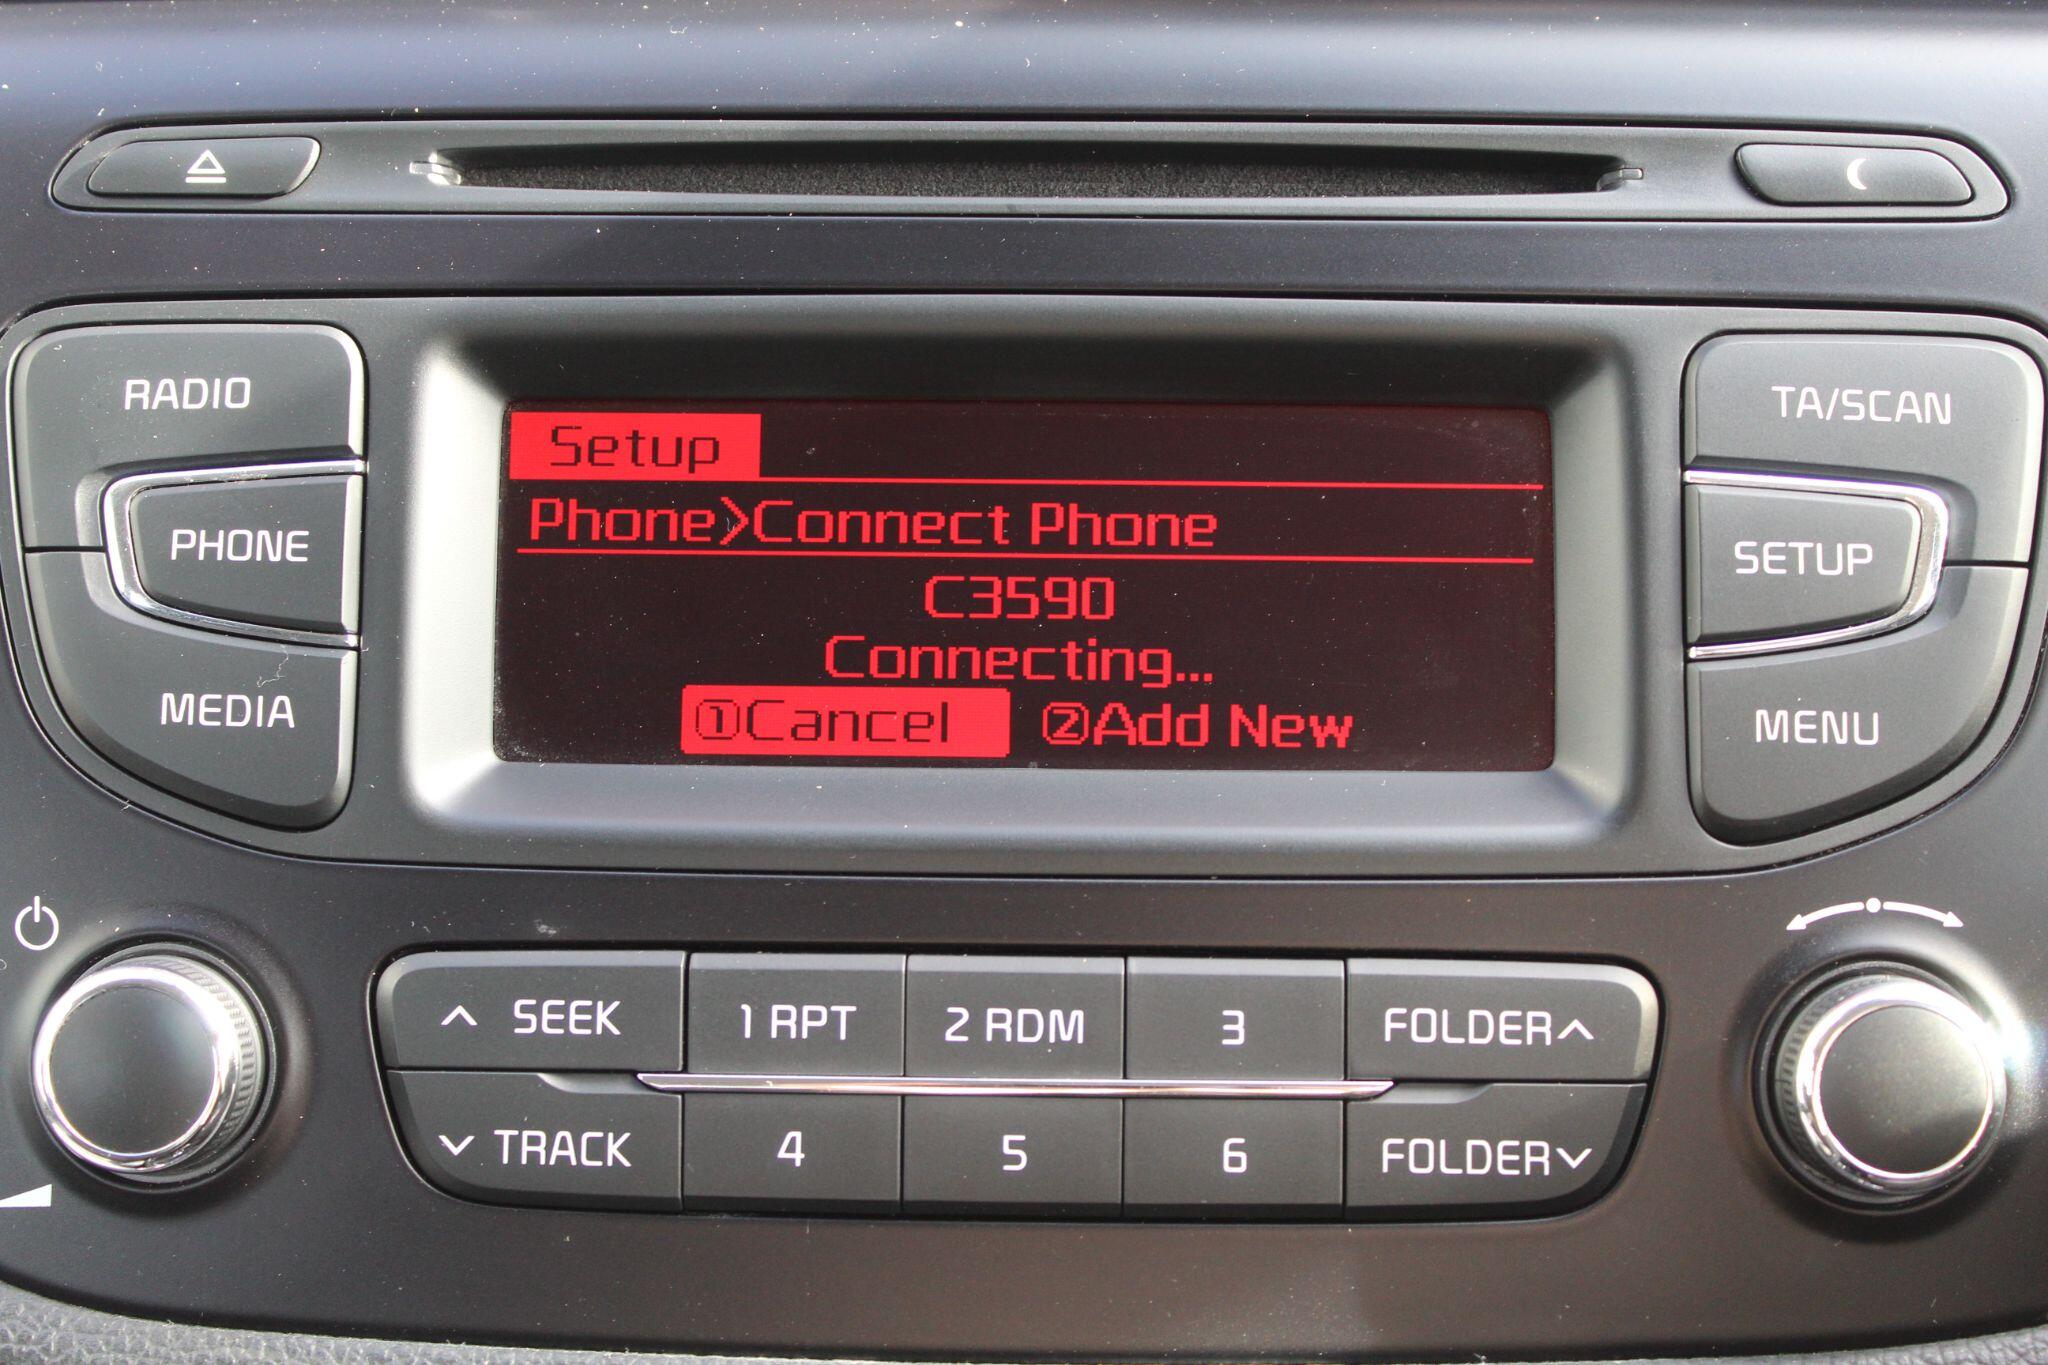 RADIO
PHONE
MEDIA
Setup
Phone>Connect Phone
C3590
Connecting...
①Cancel ②Add New
TA/SCAN
SETUP
MENU
SEEK 1 RPT 2 RDM 3 FOLDER
TRACK 4 5 6 FOLDER